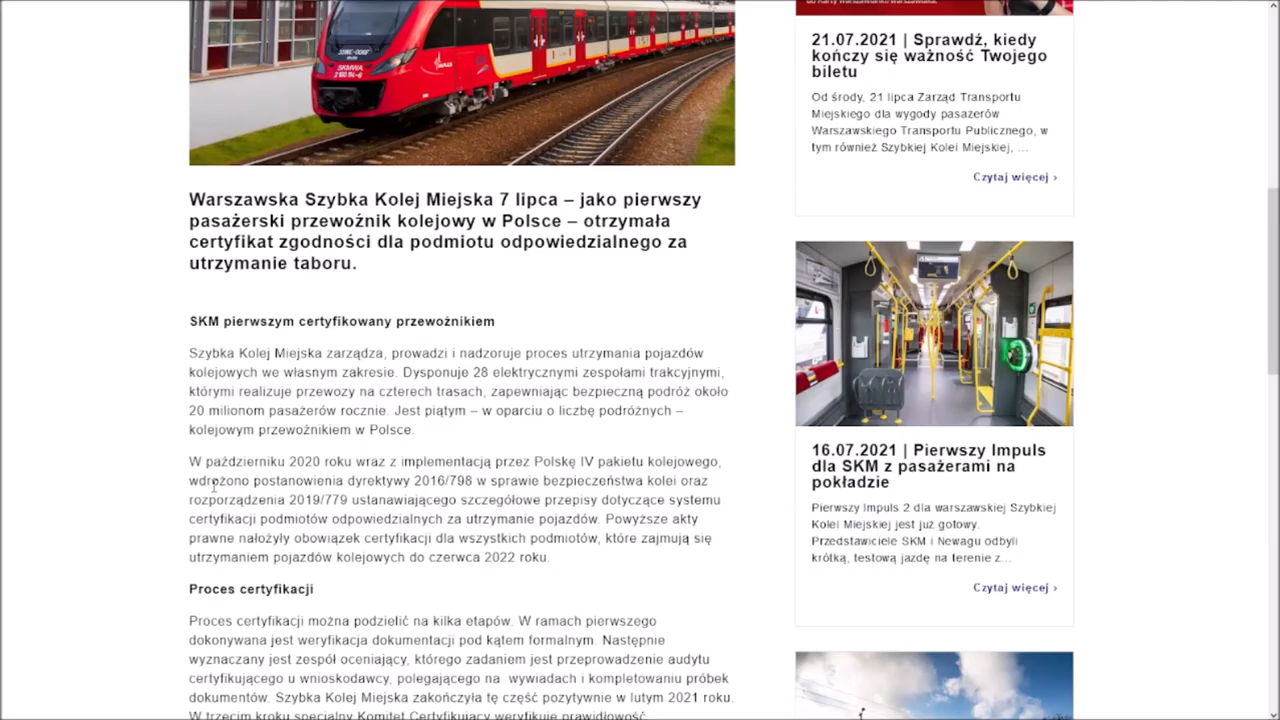 SKMWA
Warszawska Szybka Kolej Miejska 7 lipca – jako pierwszy
pasażerski przewoźnik kolejowy w Polsce – otrzymała
certyfikat zgodności dla podmiotu odpowiedzialnego za
utrzymanie taboru.
SKM pierwszym certyfikowany przewoźnikiem
Szybka Kolej Miejska zarządza, prowadzi i nadzoruje proces utrzymania pojazdów
kolejowych we własnym zakresie. Dysponuje 28 elektrycznymi zespołami trakcyjnymi,
którymi realizuje przewozy na czterech trasach, zapewniając bezpieczną podróż około
20 milionom pasażerów rocznie. Jest piątym – w oparciu o liczbę podróżnych –
kolejowym przewoźnikiem w Polsce.
W październiku 2020 roku wraz z implementacją przez Polskę IV pakietu kolejowego,
wdrożono postanowienia dyrektywy 2016/798 w sprawie bezpieczeństwa kolei oraz
rozporządzenia 2019/779 ustanawiającego szczegółowe przepisy dotyczące systemu
certyfikacji podmiotów odpowiedzialnych za utrzymanie pojazdów. Powyższe akty
prawne nałożyły obowiązek certyfikacji dla wszystkich podmiotów, które zajmują się
utrzymaniem pojazdów kolejowych do czerwca 2022 roku.
Proces certyfikacji
Proces certyfikacji można podzielić na kilka etapów. W ramach pierwszego
dokonywana jest weryfikacja dokumentacji pod kątem formalnym. Następnie
wyznaczany jest zespół oceniający, którego zadaniem jest przeprowadzenie audytu
certyfikującego u wnioskodawcy, polegającego na wywiadach i kompletowaniu próbek
dokumentów. Szybka Kolej Miejska zakończyła tę część pozytywnie w lutym 2021 roku.
W trzecim kroku specjalny Komitet Certyfikujący weryfikuje prawidłowość
21.07.2021 | Sprawdź, kiedy
kończy się ważność Twojego
biletu
Od środy, 21 lipca Zarząd Transportu
Miejskiego dla wygody pasażerów
Warszawskiego Transportu Publicznego, w
tym również Szybkiej Kolei Miejskiej, ...
Czytaj więcej ›
16.07.2021 | Pierwszy Impuls
dla SKM z pasażerami na
pokładzie
Pierwszy Impuls 2 dla warszawskiej Szybkiej
Kolei Miejskiej jest już gotowy.
Przedstawiciele SKM i Newagu odbyli
krótką, testową jazdę na terenie z...
Czytaj więcej ›